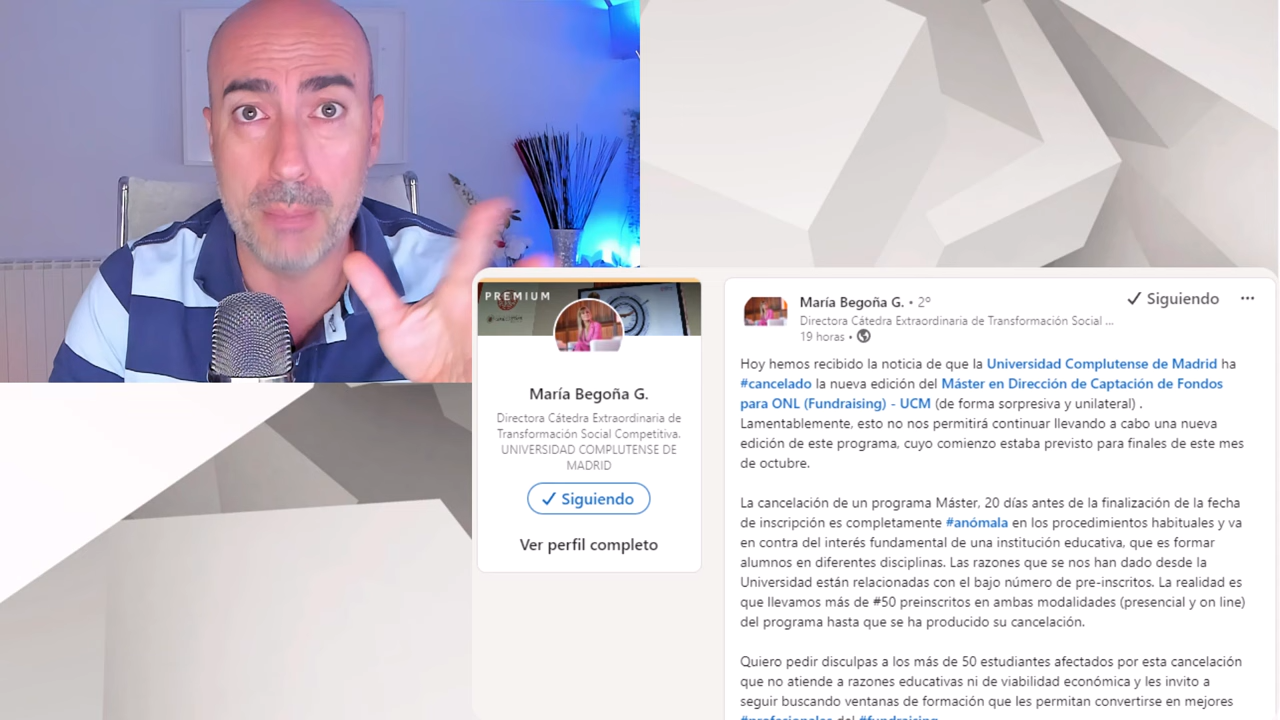 PREMIUM
María Begoña G.
Directora Cátedra Extraordinaria de
Transformación Social Competitiva.
UNIVERSIDAD COMPLUTENSE DE
MADRID
✓ Siguiendo
Ver perfil completo
María Begoña G. • 2º
✓ Siguiendo ···
Directora Cátedra Extraordinaria de Transformación Social ...
19 horas •
Hoy hemos recibido la noticia de que la Universidad Complutense de Madrid ha
#cancelado la nueva edición del Máster en Dirección de Captación de Fondos
para ONL (Fundraising) - UCM (de forma sorpresiva y unilateral) .
Lamentablemente, esto no nos permitirá continuar llevando a cabo una nueva
edición de este programa, cuyo comienzo estaba previsto para finales de este mes
de octubre.
La cancelación de un programa Máster, 20 días antes de la finalización de la fecha
de inscripción es completamente #anómala en los procedimientos habituales y va
en contra del interés fundamental de una institución educativa, que es formar
alumnos en diferentes disciplinas. Las razones que se nos han dado desde la
Universidad están relacionadas con el bajo número de pre-inscritos. La realidad es
que llevamos más de #50 preinscritos en ambas modalidades (presencial y on line)
del programa hasta que se ha producido su cancelación.
Quiero pedir disculpas a los más de 50 estudiantes afectados por esta cancelación
que no atiende a razones educativas ni de viabilidad económica y les invito a
seguir buscando ventanas de formación que les permitan convertirse en mejores
#profesionales del #fundraising.